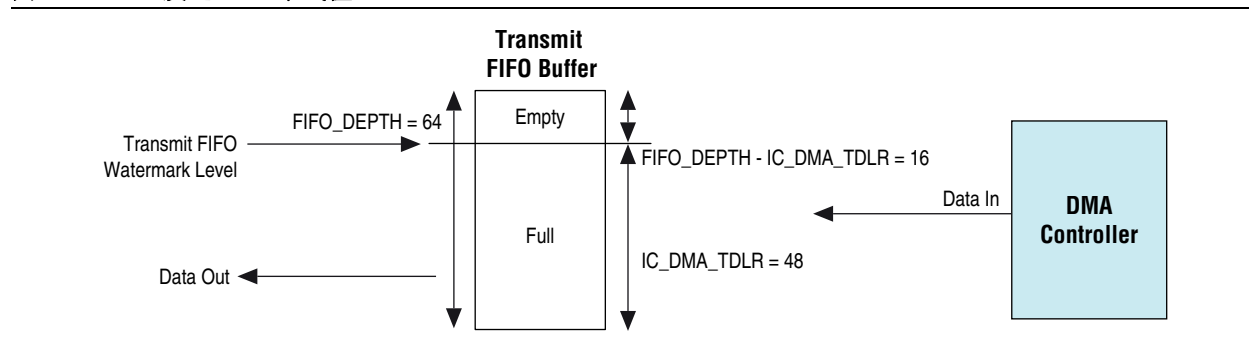 Transmit
FIFO Buffer
FIFO_DEPTH = 64
Empty
Transmit FIFO
Watermark Level
FIFO_DEPTH - IC_DMA_TDLR = 16
Data In
DMA
Controller
Full
IC_DMA_TDLR = 48
Data Out